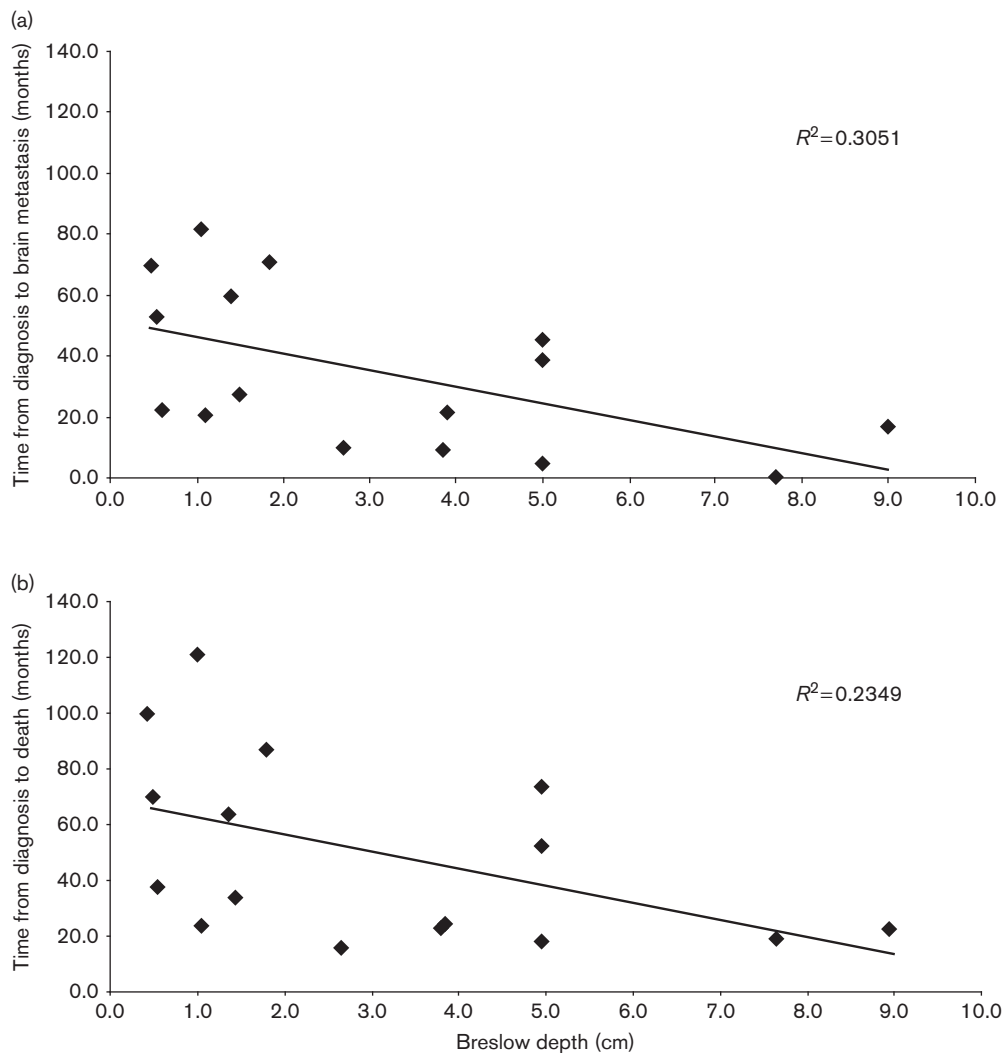 (a)
Time from diagnosis to brain metastasis (months)
140.0
120.0
100.0
80.0
60.0
40.0
20.0
0.0
R²=0.3051
0.0 1.0 2.0 3.0 4.0 5.0 6.0 7.0 8.0 9.0 10.0
(b)
Time from diagnosis to death (months)
140.0
120.0
100.0
80.0
60.0
40.0
20.0
0.0
R²=0.2349
0.0 1.0 2.0 3.0 4.0 5.0 6.0 7.0 8.0 9.0 10.0
Breslow depth (cm)